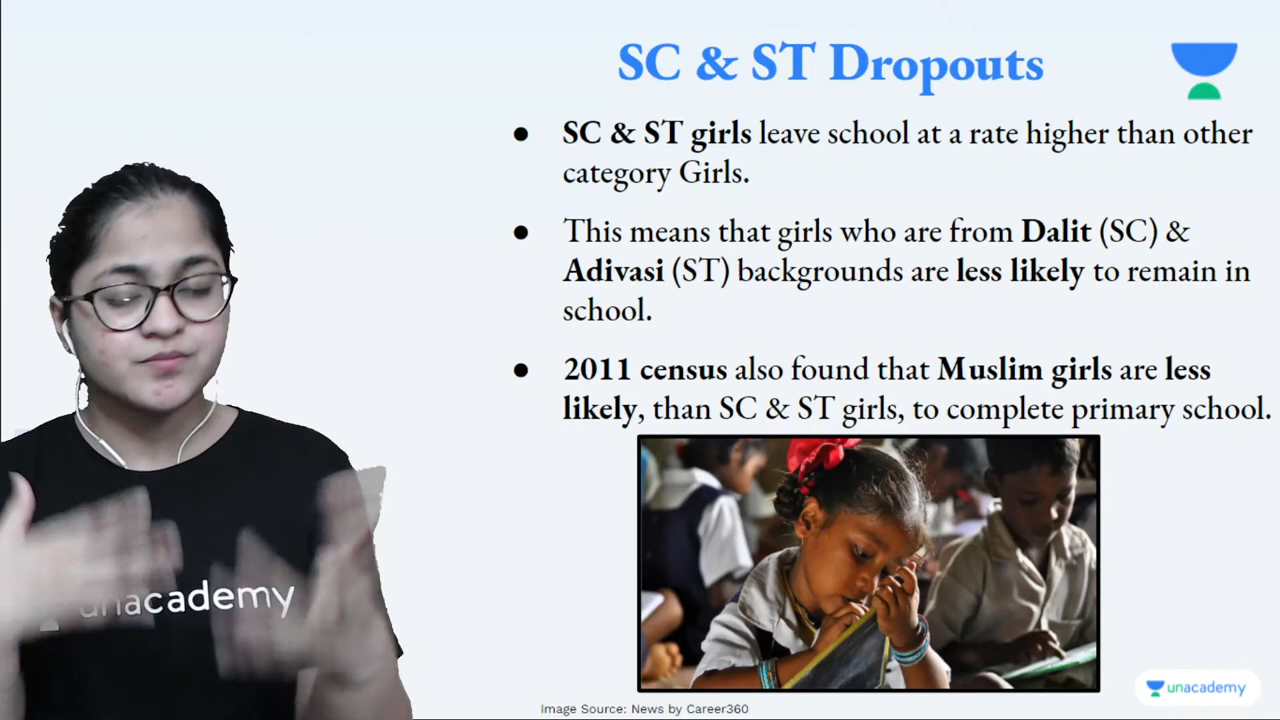 SC & ST Dropouts
● SC & ST girls leave school at a rate higher than other
category Girls.
● This means that girls who are from Dalit (SC) &
Adivasi (ST) backgrounds are less likely to remain in
school.
● 2011 census also found that Muslim girls are less
likely, than SC & ST girls, to complete primary school.
unacademy
Image Source: News by Career360
unacademy